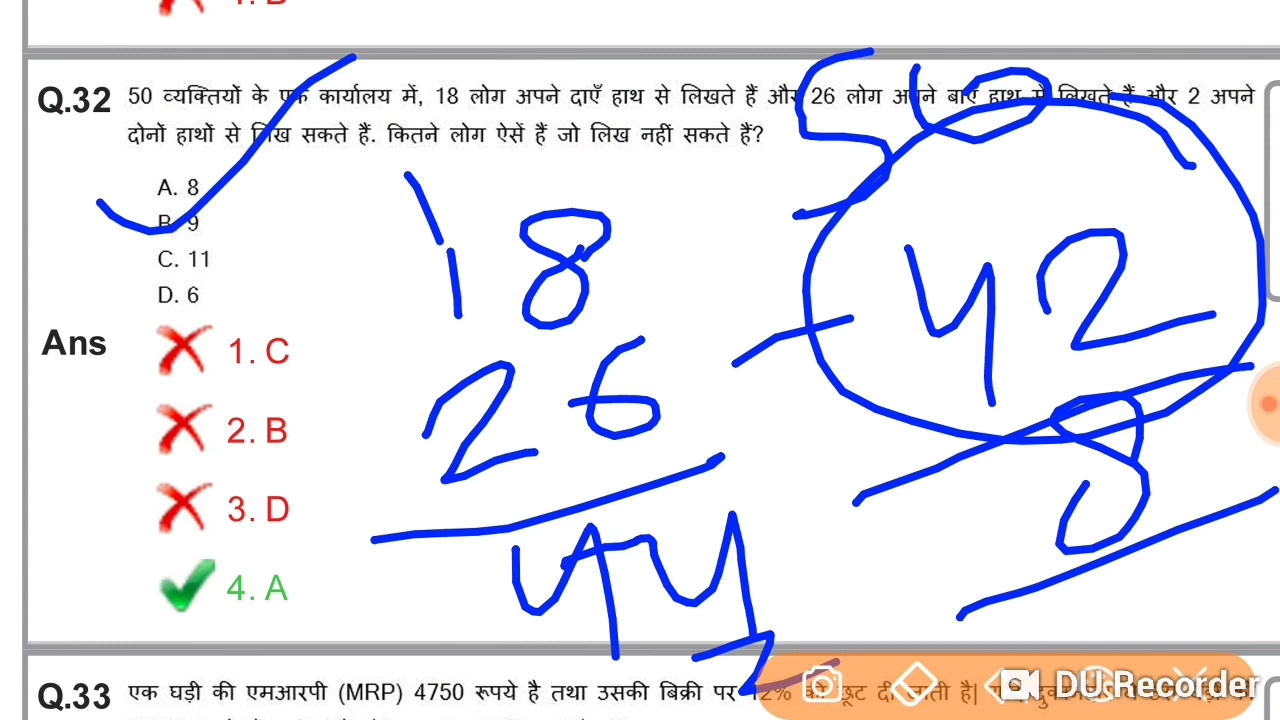 Q.32 50 व्यक्तियों के एक कार्यालय में, 18 लोग अपने दाएँ हाथ से लिखते हैं और 26 लोग अपने बाएँ हाथ से लिखते हैं और 2 अपने
दोनों हाथों से लिख सकते हैं. कितने लोग ऐसें हैं जो लिख नहीं सकते हैं?
A. 8
B. 9
C. 11
D. 6
Ans
1. C
2. B
3. D
4. A
50
18
42
26
8
44
2
Q.33 एक घड़ी की एमआरपी (MRP) 4750 रूपये है तथा उसकी बिक्री पर 12% की छूट दी जाती है|
DU Recorder